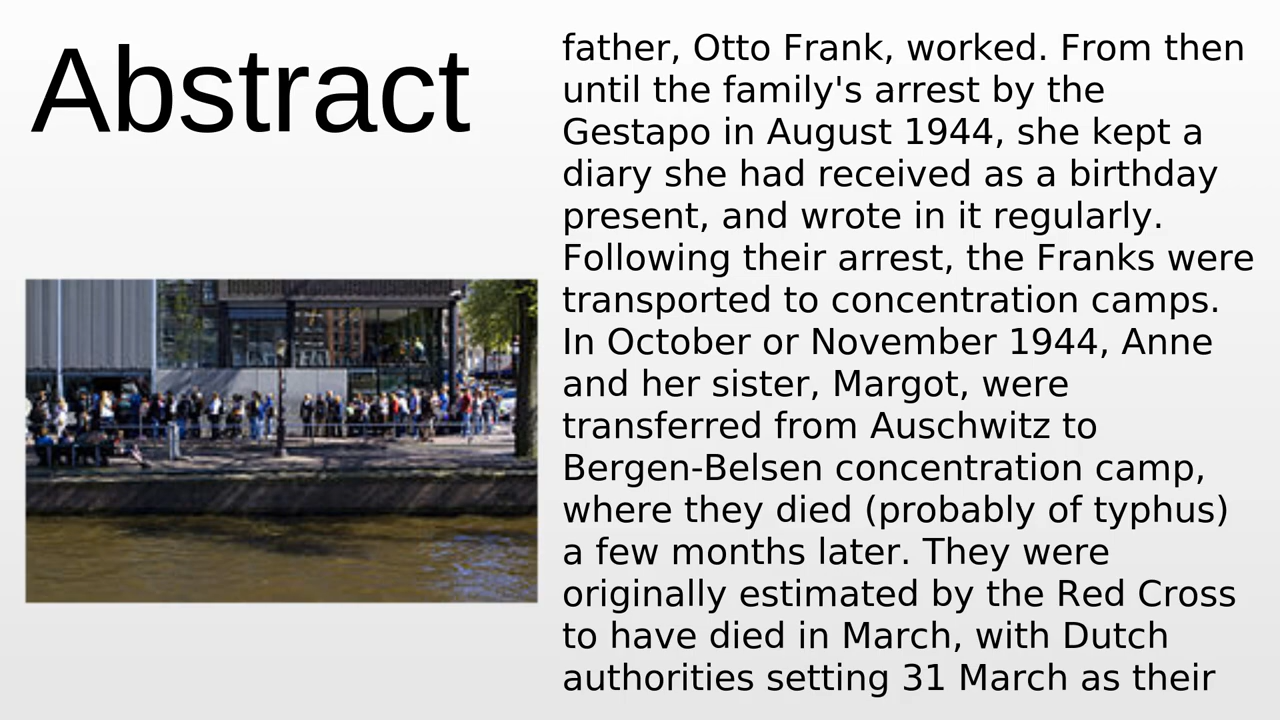 Abstract
father, Otto Frank, worked. From then
until the family's arrest by the
Gestapo in August 1944, she kept a
diary she had received as a birthday
present, and wrote in it regularly.
Following their arrest, the Franks were
transported to concentration camps.
In October or November 1944, Anne
and her sister, Margot, were
transferred from Auschwitz to
Bergen-Belsen concentration camp,
where they died (probably of typhus)
a few months later. They were
originally estimated by the Red Cross
to have died in March, with Dutch
authorities setting 31 March as their